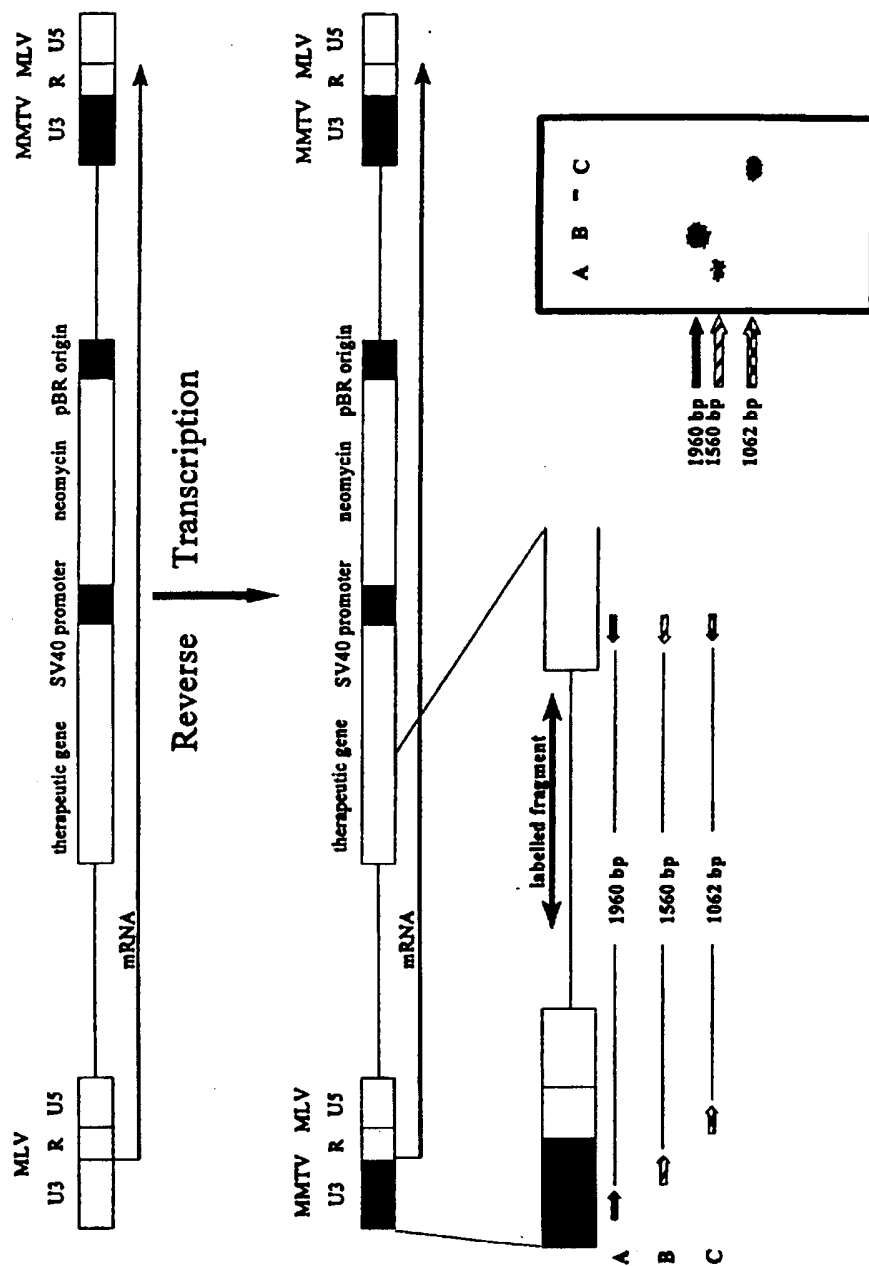 MLV
U3 R U5
MMTV MLV
U3 R U5
therapeutic gene SV40 promoter neomycin pBR origin
mRNA
Reverse Transcription
MMTV MLV
U3 R U5
MMTV MLV
U3 R U5
therapeutic gene SV40 promoter neomycin pBR origin
mRNA
labelled fragment
A 1960 bp
B 1560 bp
C 1062 bp
A B - C
1960 bp
1560 bp
1062 bp